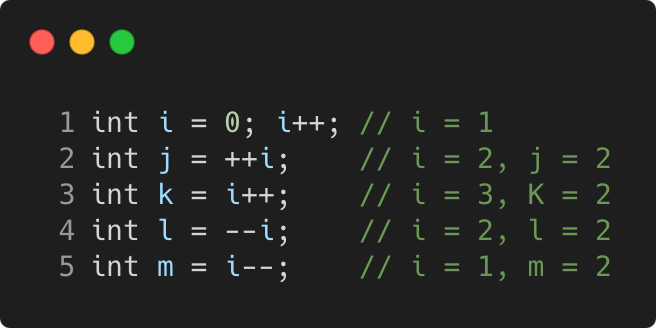 1 int i = 0; i++; // i = 1
2 int j = ++i;     // i = 2, j = 2
3 int k = i++;     // i = 3, K = 2
4 int l = --i;     // i = 2, l = 2
5 int m = i--;     // i = 1, m = 2